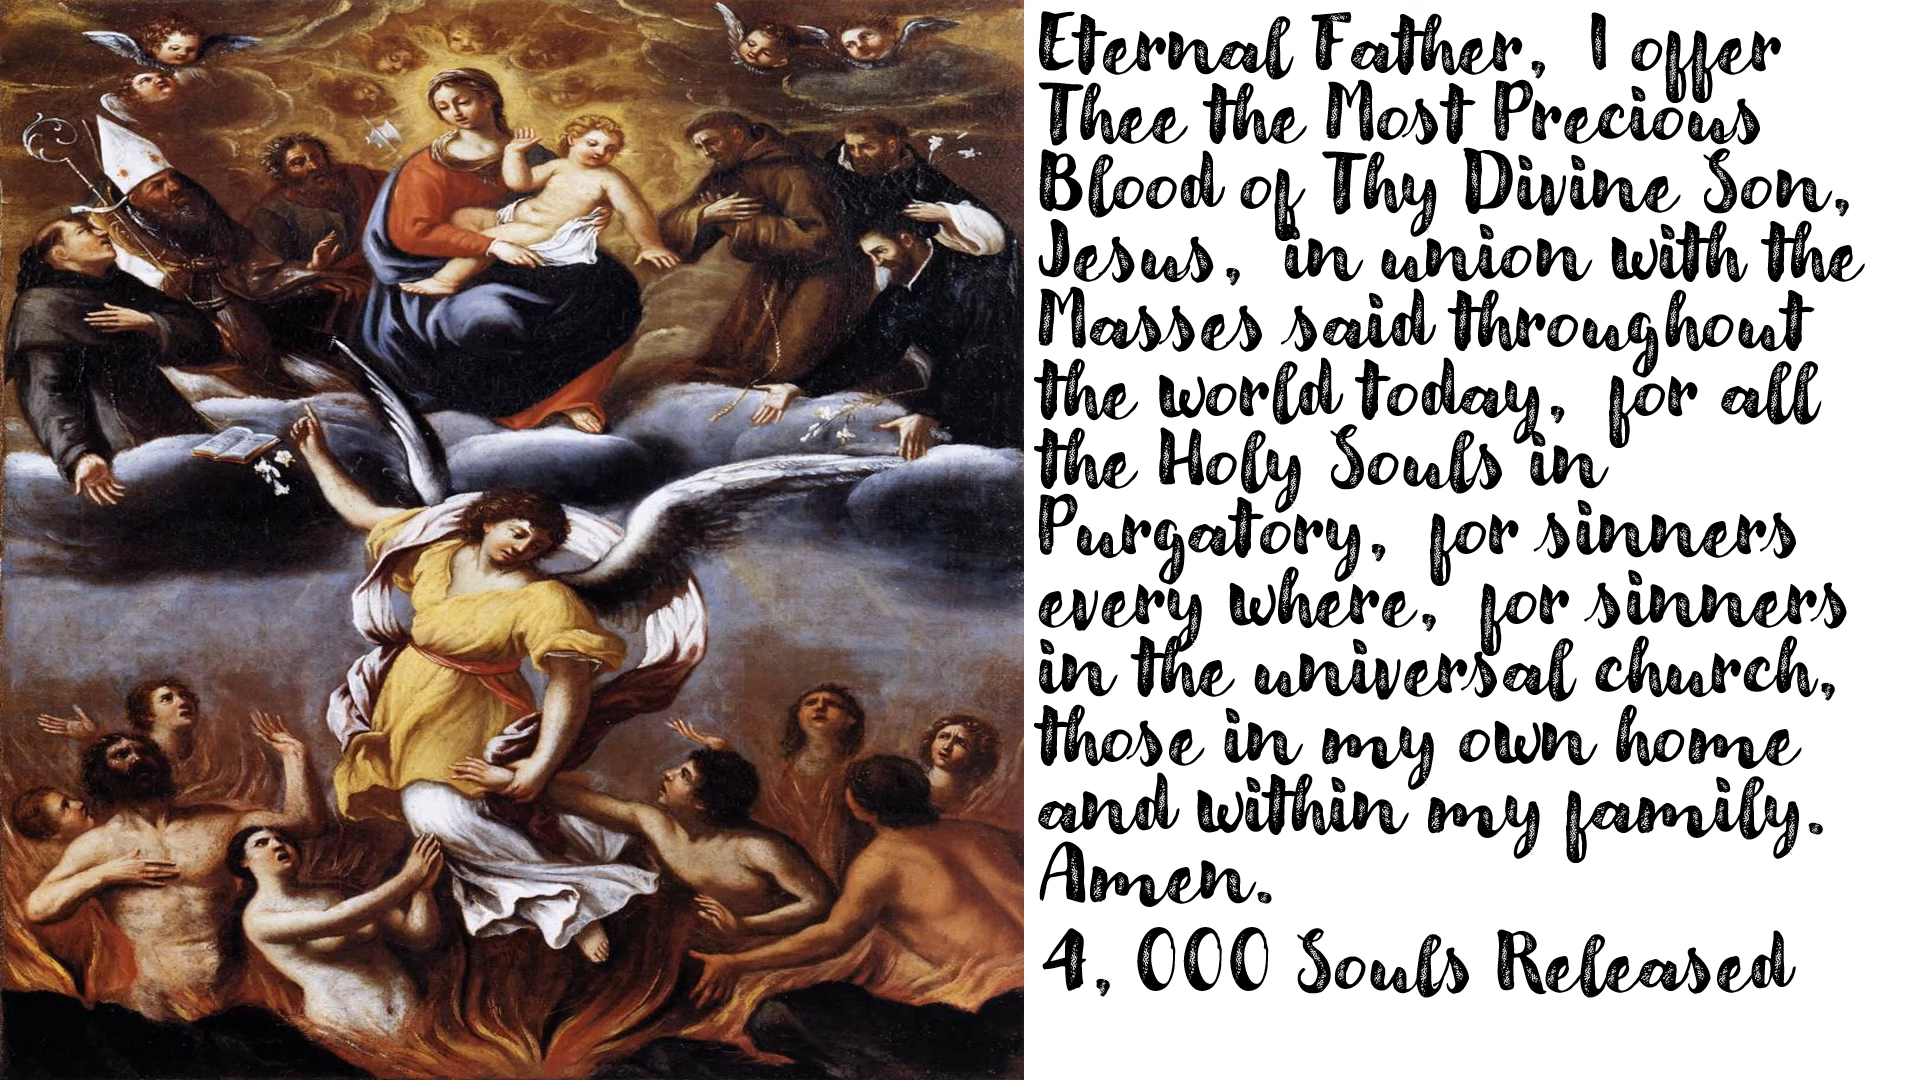 Eternal Father, I offer
Thee the Most Precious
Blood of Thy Divine Son,
Jesus, in union with the
Masses said throughout
the world today, for all
the Holy Souls in
Purgatory, for sinners
every where, for sinners
in the universal church,
those in my own home
and within my family.
Amen.
4,000 Souls Released